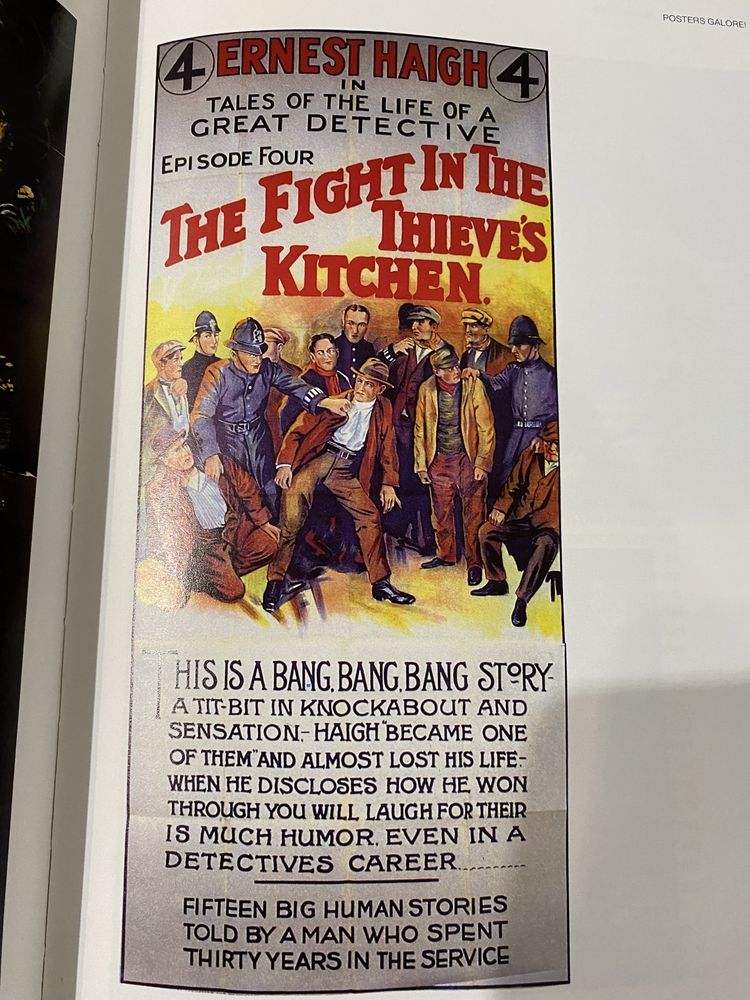 POSTERS GALORE!
4 ERNEST HAIGH 4
IN
TALES OF THE LIFE OF A
GREAT DETECTIVE
EPISODE FOUR
THE FIGHT IN THE
THIEVE'S
KITCHEN.
THIS IS A BANG, BANG, BANG STORY-
A TIT-BIT IN KNOCKABOUT AND
SENSATION.- HAIGH "BECAME ONE
OF THEM" AND ALMOST LOST HIS LIFE-
WHEN HE DISCLOSES HOW HE WON
THROUGH YOU WILL LAUGH FOR THEIR
IS MUCH HUMOR, EVEN IN A
DETECTIVES CAREER..........
FIFTEEN BIG HUMAN STORIES
TOLD BY A MAN WHO SPENT
THIRTY YEARS IN THE SERVICE